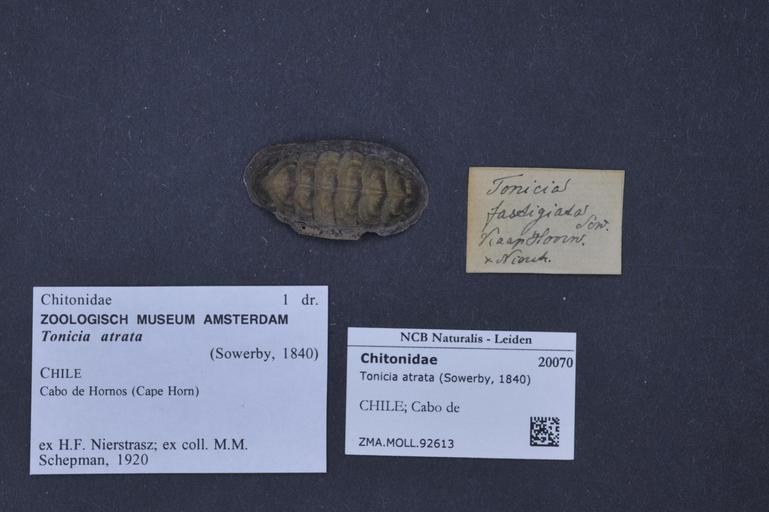 Tonicia
fastigiata
Sow.
Kaap Hoorn.
Chitonidae 1 dr.
ZOOLOGISCH MUSEUM AMSTERDAM
Tonicia atrata
(Sowerby, 1840)
CHILE
Cabo de Hornos (Cape Horn)
ex H.F. Nierstrasz; ex coll. M.M.
Schepman, 1920
NCB Naturalis - Leiden
Chitonidae 20070
Tonicia atrata (Sowerby, 1840)
CHILE; Cabo de
ZMA.MOLL.92613